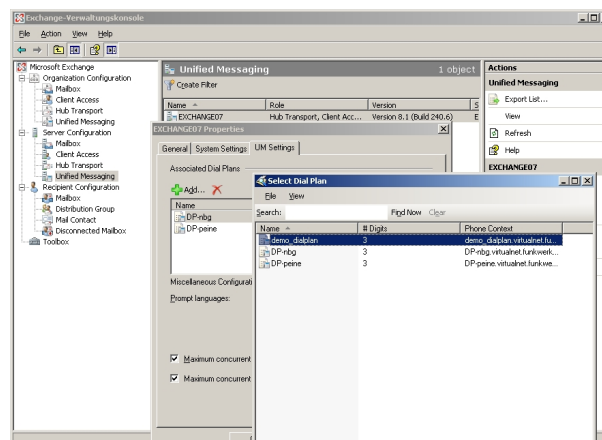 Exchange-Verwaltungskonsole
File Action View Help
Microsoft Exchange
Organization Configuration
Mailbox
Client Access
Hub Transport
Unified Messaging
Server Configuration
Mailbox
Client Access
Hub Transport
Unified Messaging
Recipient Configuration
Mailbox
Distribution Group
Mail Contact
Disconnected Mailbox
Toolbox
Unified Messaging 1 object
Create Filter
Name Role Version S
EXCHANGE07 Hub Transport, Client Acc... Version 8.1 (Build 240.6) E
Actions
Unified Messaging
Export List...
View
Refresh
Help
EXCHANGE07
EXCHANGE07 Properties
General System Settings UM Settings
Associated Dial Plans
Add...
Name
DP-nbg
DP-peine
Miscellaneous Configurati
Prompt languages:
Maximum concurrent
Maximum concurrent
Select Dial Plan
File View
Search: Find Now Clear
Name # Digits Phone Context
demo_dialplan 3 demo_dialplan.virtualnet.fu...
DP-nbg 3 DP-nbg.virtualnet.funkwerk...
DP-peine 3 DP-peine.virtualnet.funkwe...